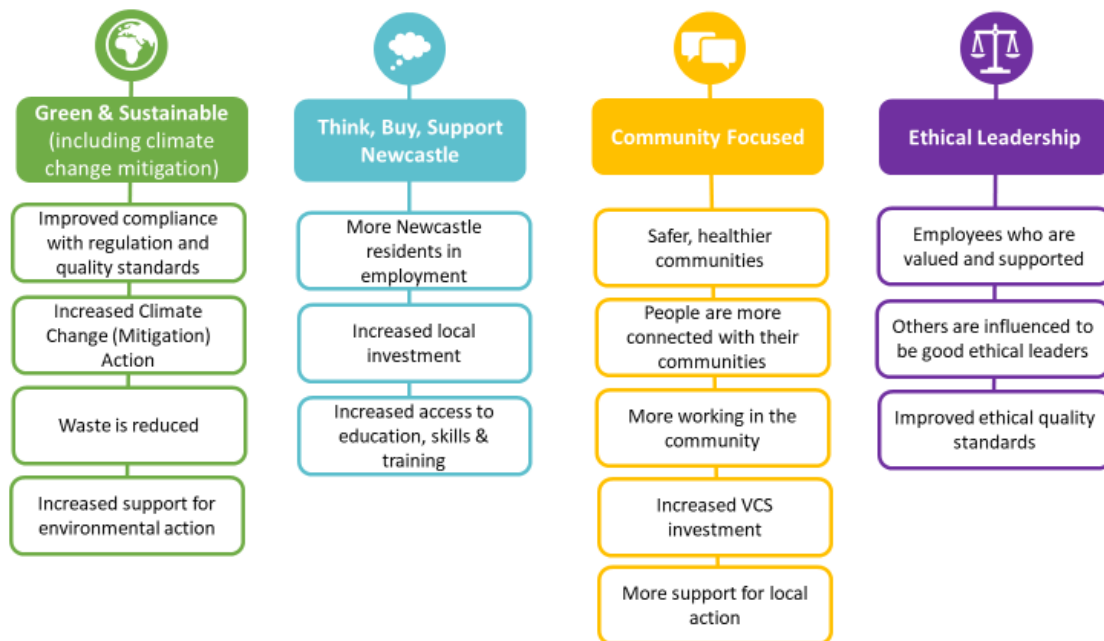 Green & Sustainable
(including climate
change mitigation)
Improved compliance
with regulation and
quality standards
Increased Climate
Change (Mitigation)
Action
Waste is reduced
Increased support for
environmental action
Think, Buy, Support
Newcastle
More Newcastle
residents in
employment
Increased local
investment
Increased access to
education, skills &
training
Community Focused
Safer, healthier
communities
People are more
connected with their
communities
More working in the
community
Increased VCS
investment
More support for local
action
Ethical Leadership
Employees who are
valued and supported
Others are influenced to
be good ethical leaders
Improved ethical quality
standards